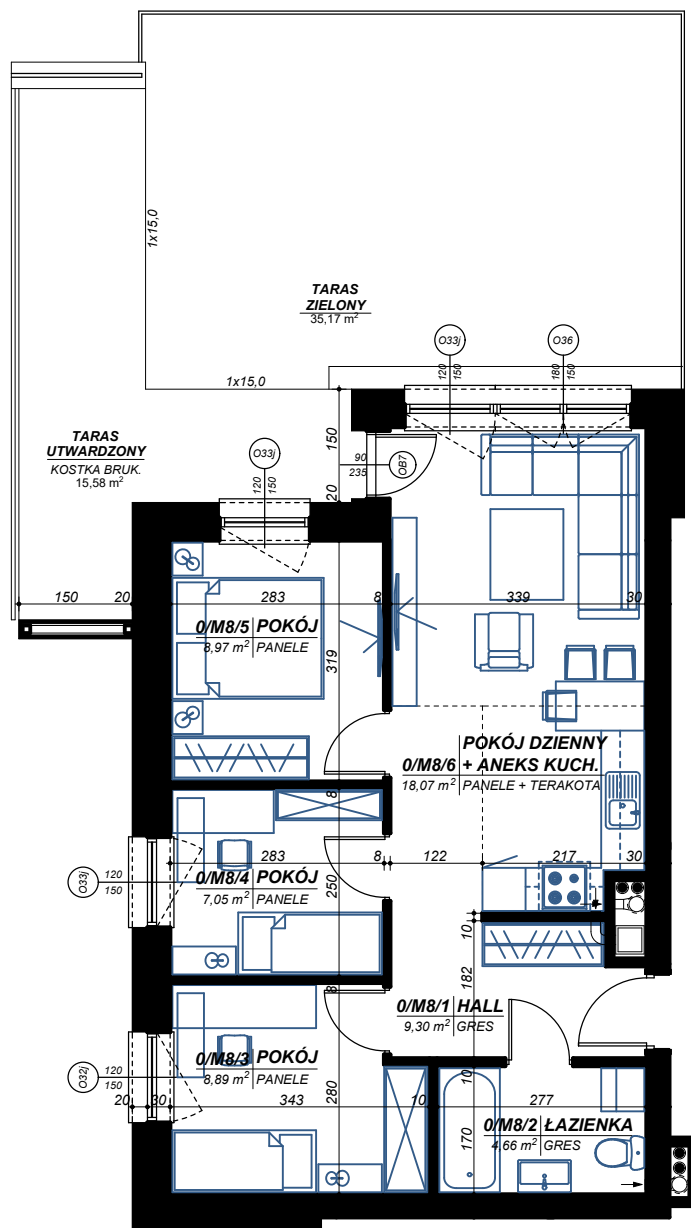 1x15,0
TARAS
ZIELONY
35,17 m²
O33j
O36
120
150
180
150
1x15,0
TARAS
UTWARDZONY
KOSTKA BRUK.
15,58 m²
O33j
120
150
150
20
90
235
OB7
150
20
283
8
339
30
0/M8/5 POKÓJ
8,97 m² PANELE
319
POKÓJ DZIENNY
0/M8/6 + ANEKS KUCH.
18,07 m² PANELE + TERAKOTA
8
283
8
122
217
30
O33j
120
150
0/M8/4 POKÓJ
7,05 m² PANELE
250
10
182
8
0/M8/1 HALL
9,30 m² GRES
O32j
120
150
0/M8/3 POKÓJ
8,89 m² PANELE
280
10
20
30
343
10
277
170
0/M8/2 ŁAZIENKA
4,66 m² GRES